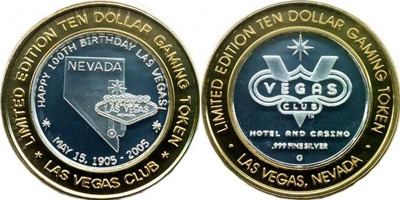 LIMITED EDITION TEN DOLLAR GAMING TOKEN
HAPPY 100TH BIRTHDAY LAS VEGAS!
NEVADA
LAS VEGAS
MAY 15, 1905 - 2005
* LAS VEGAS CLUB *
LIMITED EDITION TEN DOLLAR GAMING TOKEN
VEGAS
CLUB
TM
HOTEL AND CASINO
.999 FINE SILVER
G
* LAS VEGAS, NEVADA *